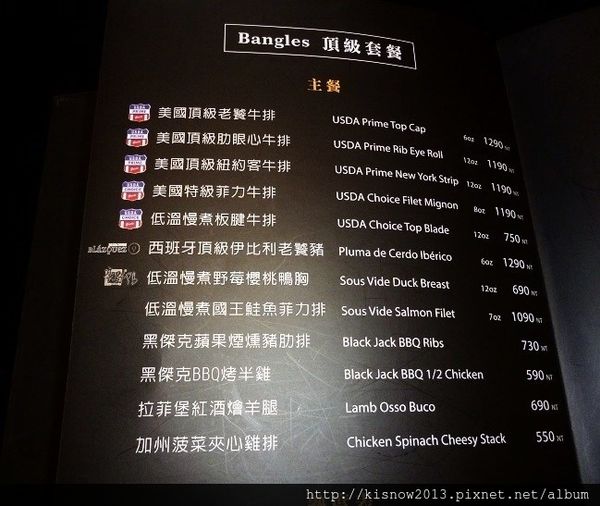 Bangles 頂級套餐
主餐
美國頂級老饕牛排 USDA Prime Top Cap 6oz 1290 NT
美國頂級肋眼心牛排 USDA Prime Rib Eye Roll 12oz 1190 NT
美國頂級紐約客牛排 USDA Prime New York Strip 12oz 1190 NT
美國特級菲力牛排 USDA Choice Filet Mignon 8oz 1190 NT
低溫慢煮板腱牛排 USDA Choice Top Blade 12oz 750 NT
BLÁZQUEZ 西班牙頂級伊比利老饕豬 Pluma de Cerdo Ibérico 6oz 1290 NT
低溫慢煮野莓櫻桃鴨胸 Sous Vide Duck Breast 12oz 690 NT
低溫慢煮國王鮭魚菲力排 Sous Vide Salmon Filet 7oz 1090 NT
黑傑克蘋果煙燻豬肋排 Black Jack BBQ Ribs 730 NT
黑傑克BBQ烤半雞 Black Jack BBQ 1/2 Chicken 590 NT
拉菲堡紅酒燴羊腿 Lamb Osso Buco 690 NT
加州菠菜夾心雞排 Chicken Spinach Cheesy Stack 550 NT
http://kisnow2013.pixnet.net/album